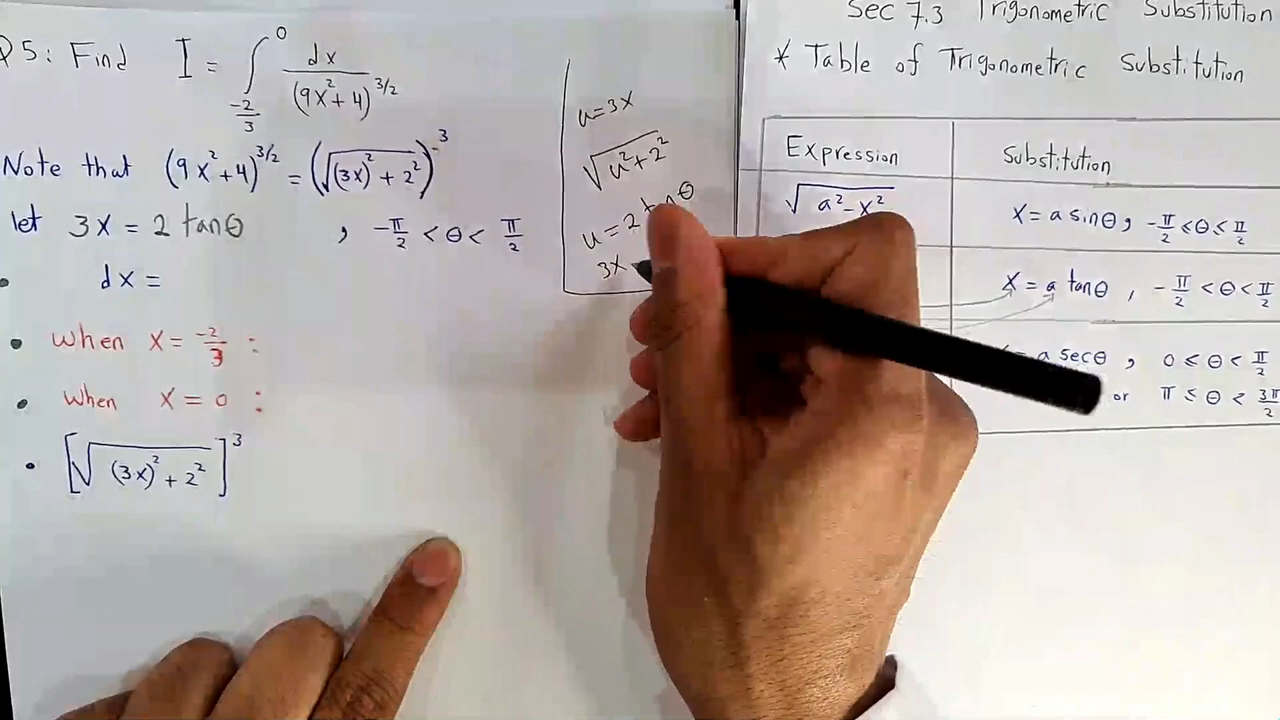 Q5: Find I = ∫_{-2/3}^{0} dx/(9x²+4)^{3/2}
Note that (9x²+4)^{3/2} = (√((3x)²+2²))³
let 3x = 2 tanθ , -π/2 < θ < π/2
• dx =
• When x = -2/3 :
• When x = 0 :
• [√((3x)²+2²)]³
u=3x
√(u²+2²)
u=2 tanθ
3x
Sec 7.3 Trigonometric Substitution
* Table of Trigonometric Substitution
Expression Substitution
√(a²-x²) x = a sinθ, -π/2 < θ < π/2
x = a tanθ , -π/2 < θ < π/2
= a secθ , 0 ≤ θ < π/2
or π ≤ θ < 3π/2